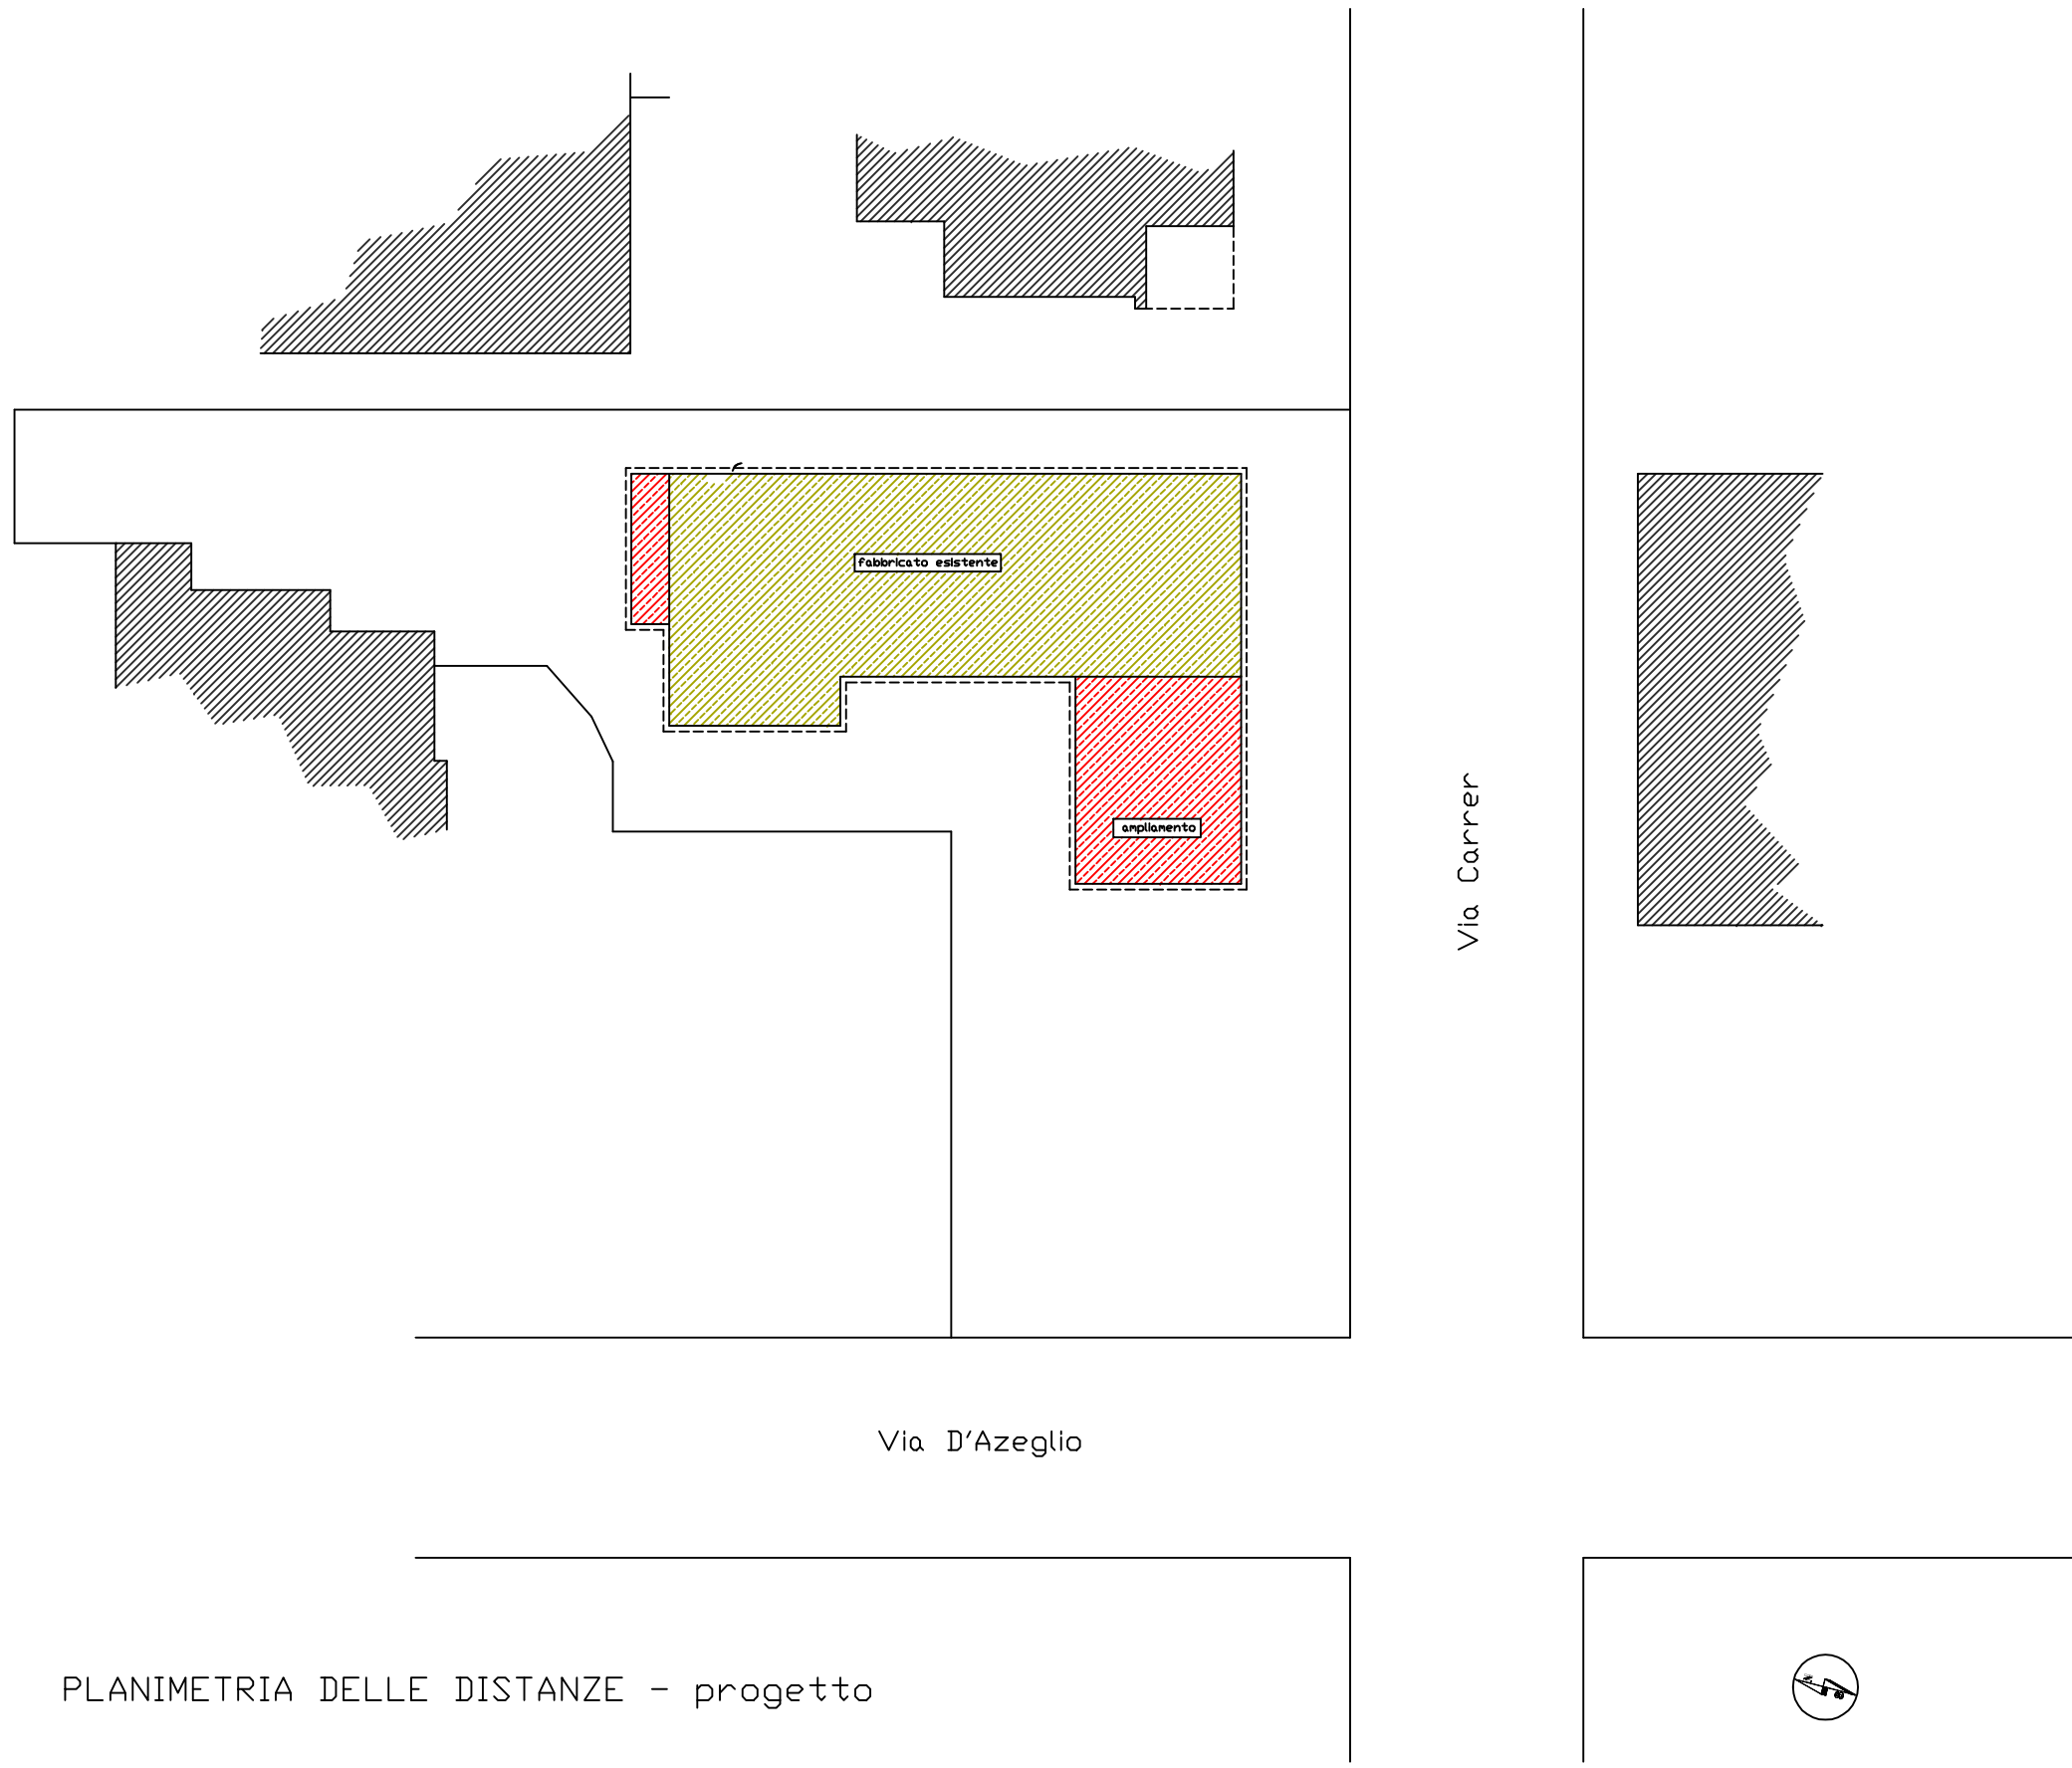 fabbricato esistente
ampliamento
Via Carrer
Via D'Azeglio
PLANIMETRIA DELLE DISTANZE - progetto